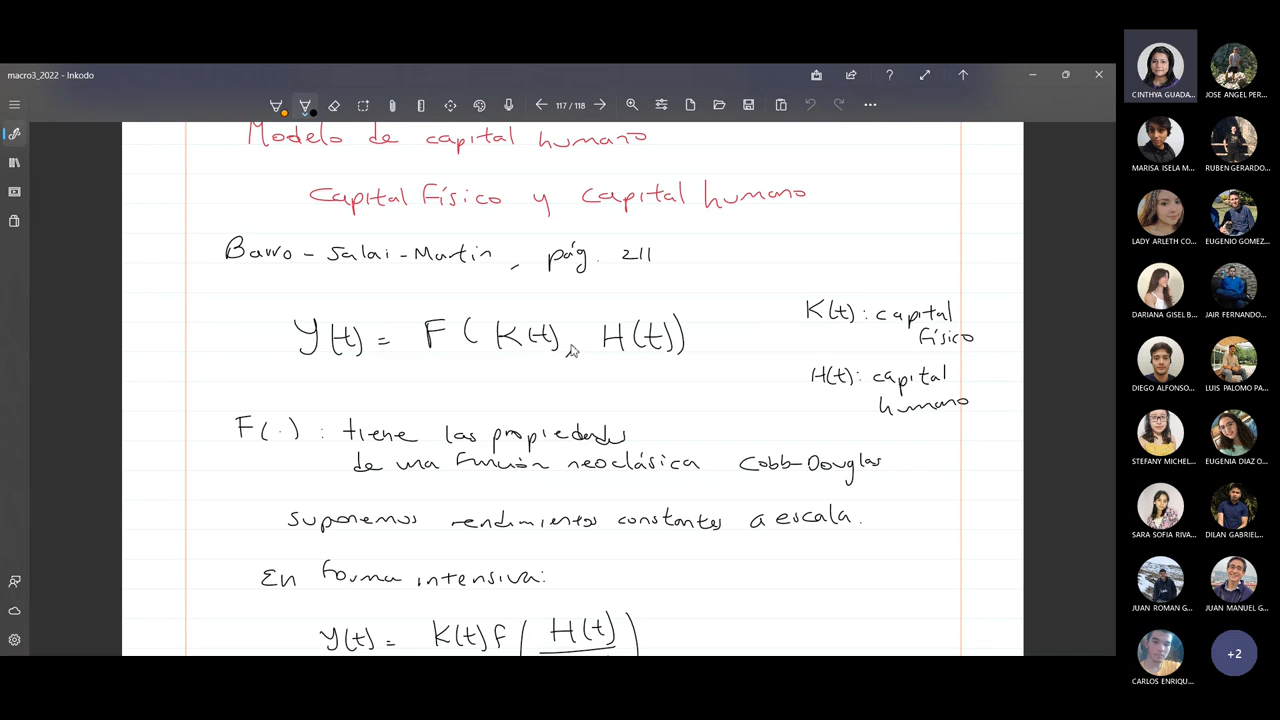 macro3_2022 - Inkodo
117 / 118
Modelo de capital humano
Capital Físico y capital humano
Barro - Salai - Martin, pág. 211
Y(t) = F ( K(t), H(t))
K(t) : capital
físico
H(t): capital
humano
F(·) : tiene las propiedades
de una función neoclásica Cobb-Douglas
suponemos rendimientos constantes a escala.
En forma intensiva:
Y(t) = K(t) f ( H(t)
CINTHYA GUADA...
JOSE ANGEL PER...
MARISA ISELA M...
RUBEN GERARDO...
LADY ARLETH CO...
EUGENIO GOMEZ...
DARIANA GISEL B...
JAIR FERNANDO...
DIEGO ALFONSO...
LUIS PALOMO PA...
STEFANY MICHEL...
EUGENIA DIAZ O...
SARA SOFIA RIVA...
DILAN GABRIEL...
JUAN ROMAN G...
JUAN MANUEL G...
CARLOS ENRIQU...
+2